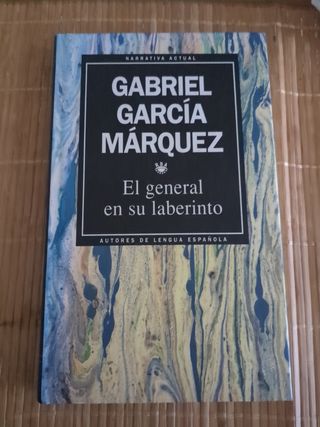 NARRATIVA ACTUAL
GABRIEL
GARCÍA
MÁRQUEZ
El general
en su laberinto
AUTORES DE LENGUA ESPAÑOLA